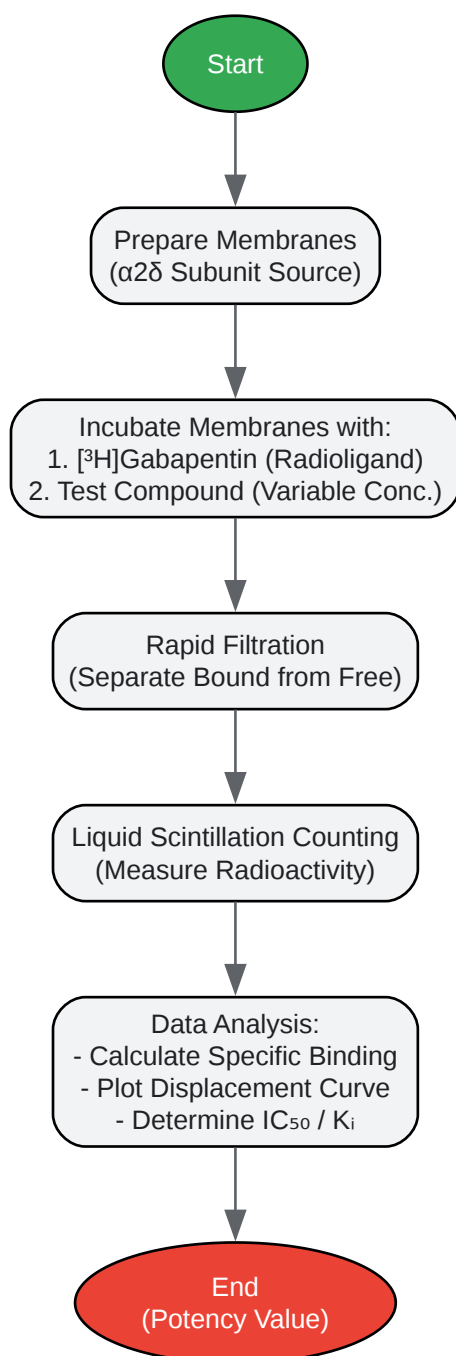 Start
Prepare Membranes
(α2δ Subunit Source)
Incubate Membranes with:
1. [³H]Gabapentin (Radioligand)
2. Test Compound (Variable Conc.)
Rapid Filtration
(Separate Bound from Free)
Liquid Scintillation Counting
(Measure Radioactivity)
Data Analysis:
- Calculate Specific Binding
- Plot Displacement Curve
- Determine IC₅₀ / Kᵢ
End
(Potency Value)